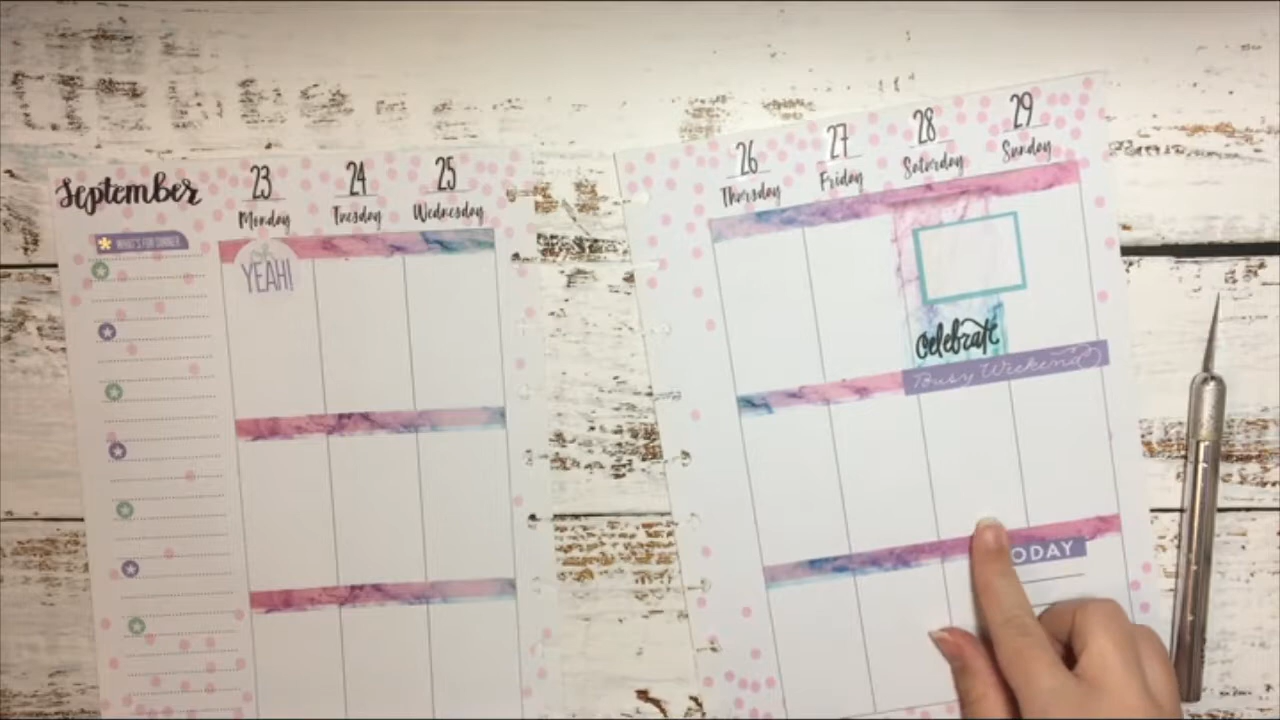 September
23
Monday
24
Tuesday
25
Wednesday
26
Thursday
27
Friday
28
Saturday
29
Sunday
WHAT'S FOR DINNER
YEAH!
celebrate
Busy Weekend
ODAY